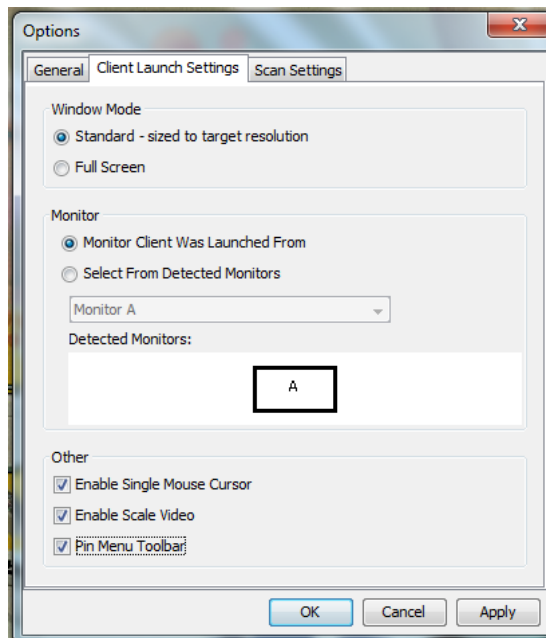 Options
General Client Launch Settings Scan Settings
Window Mode
Standard - sized to target resolution
Full Screen
Monitor
Monitor Client Was Launched From
Select From Detected Monitors
Monitor A
Detected Monitors:
A
Other
Enable Single Mouse Cursor
Enable Scale Video
Pin Menu Toolbar
OK Cancel Apply